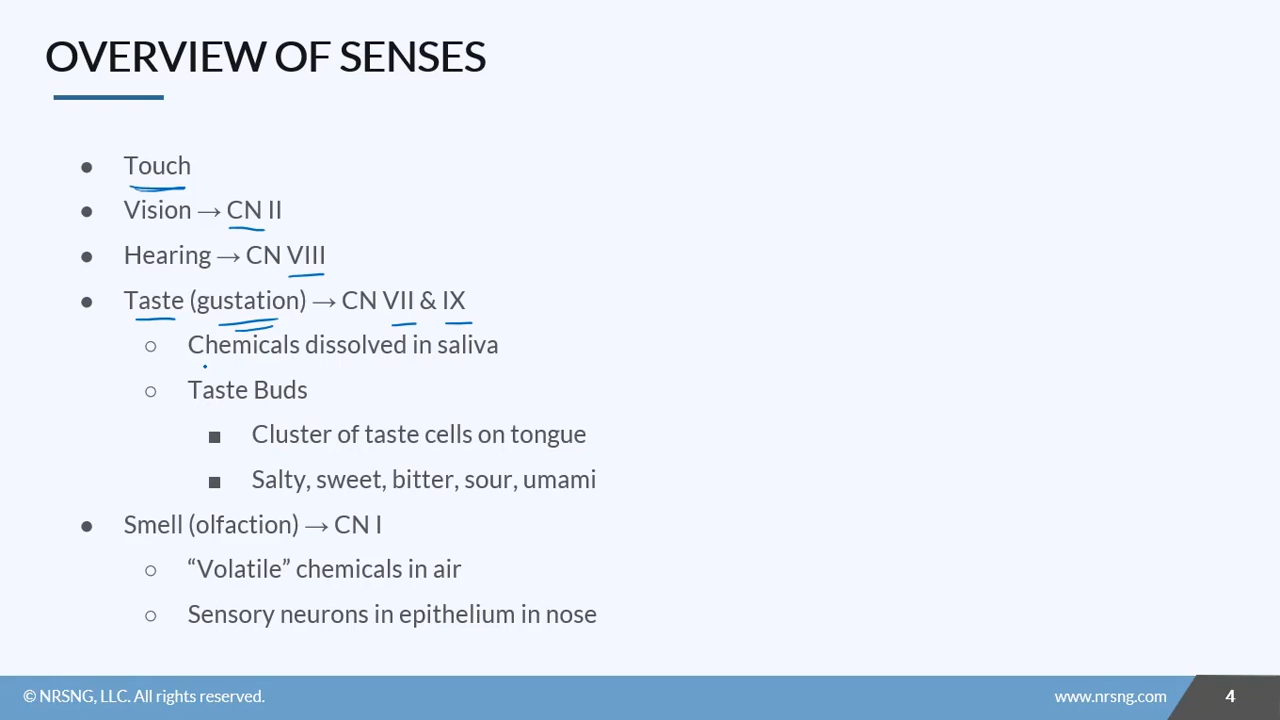 OVERVIEW OF SENSES
● Touch
● Vision → CN II
● Hearing → CN VIII
● Taste (gustation) → CN VII & IX
○ Chemicals dissolved in saliva
○ Taste Buds
■ Cluster of taste cells on tongue
■ Salty, sweet, bitter, sour, umami
● Smell (olfaction) → CN I
○ “Volatile” chemicals in air
○ Sensory neurons in epithelium in nose
© NRSNG, LLC. All rights reserved. www.nrsng.com 4